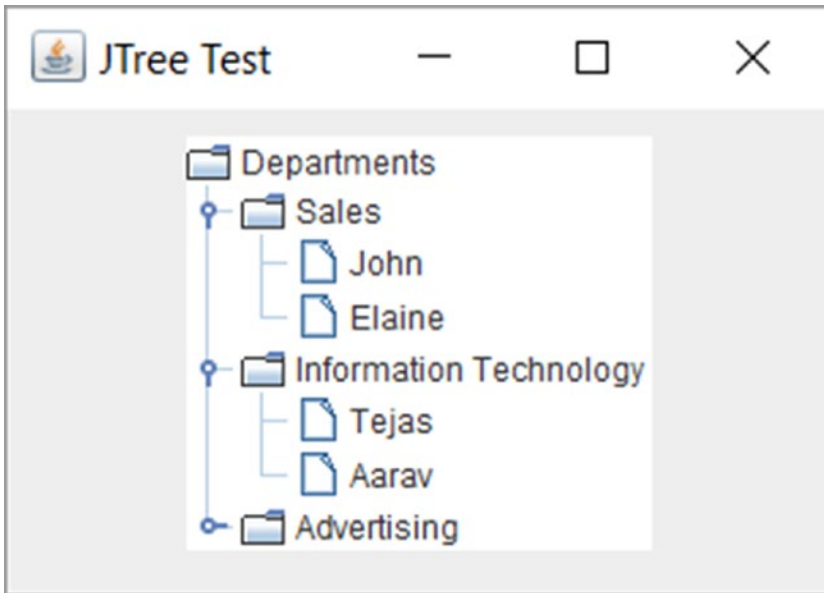 JTree Test
Departments
Sales
John
Elaine
Information Technology
Tejas
Aarav
Advertising